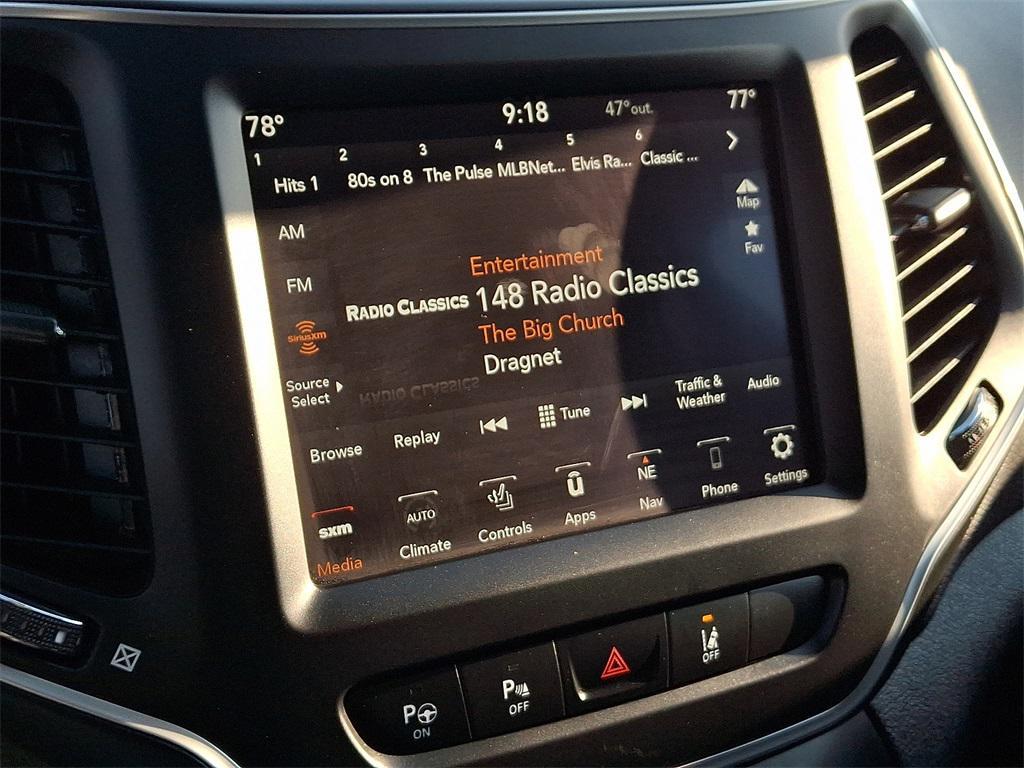 78° 9:18 47° out. 77°
1 2 3 4 5 6
Hits 1 80s on 8 The Pulse MLBNet... Elvis Ra... Classic ...
Map
Fav
AM
FM
siriusxm
Source
Select
Entertainment
RADIO CLASSICS 148 Radio Classics
The Big Church
Dragnet
RADIO CLASSICS
Browse Replay Tune Traffic &
Weather Audio
sxm AUTO NE
Media Climate Controls Apps Nav Phone Settings
P ON
P OFF
OFF